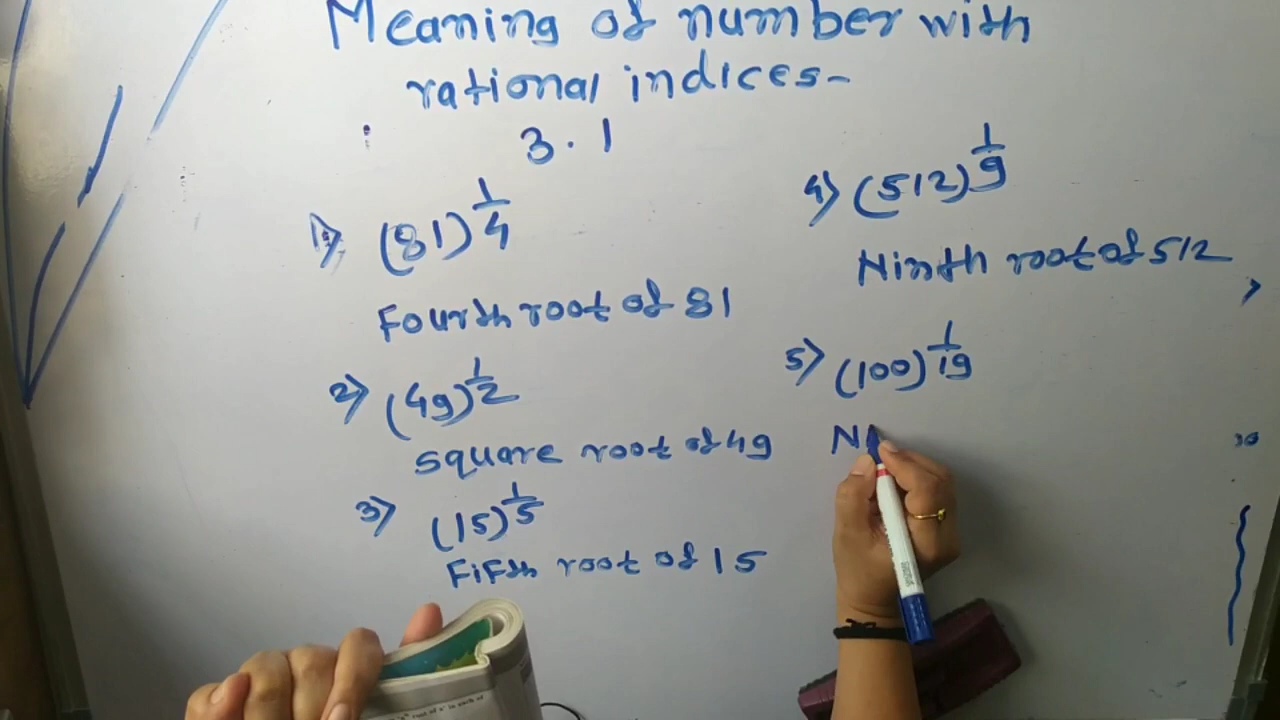 Meaning of number with
rational indices-
3.1
1) (81)^1/4
Fourth root of 81
2) (49)^1/2
square root of 49
3) (15)^1/5
Fifth root of 15
4) (512)^1/9
Ninth root of 512
5) (100)^1/19
Ni